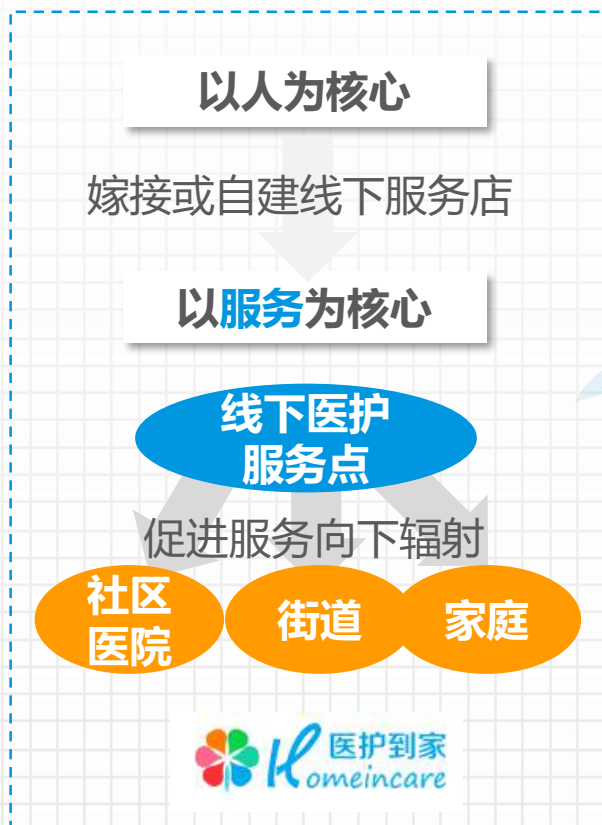 以人为核心
嫁接或自建线下服务店
以服务为核心
线下医护
服务点
促进服务向下辐射
社区
医院
街道
家庭
医护到家
Homeincare